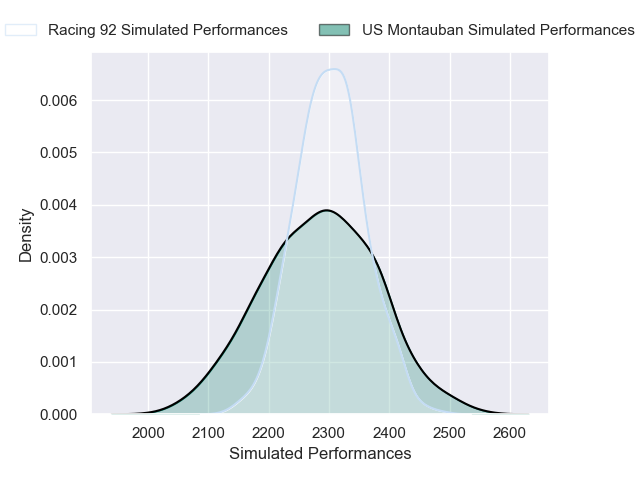 Racing 92 Simulated Performances US Montauban Simulated Performances
0.006
0.005
0.004
0.003
0.002
0.001
0.000
Density
2000 2100 2200 2300 2400 2500 2600
Simulated Performances